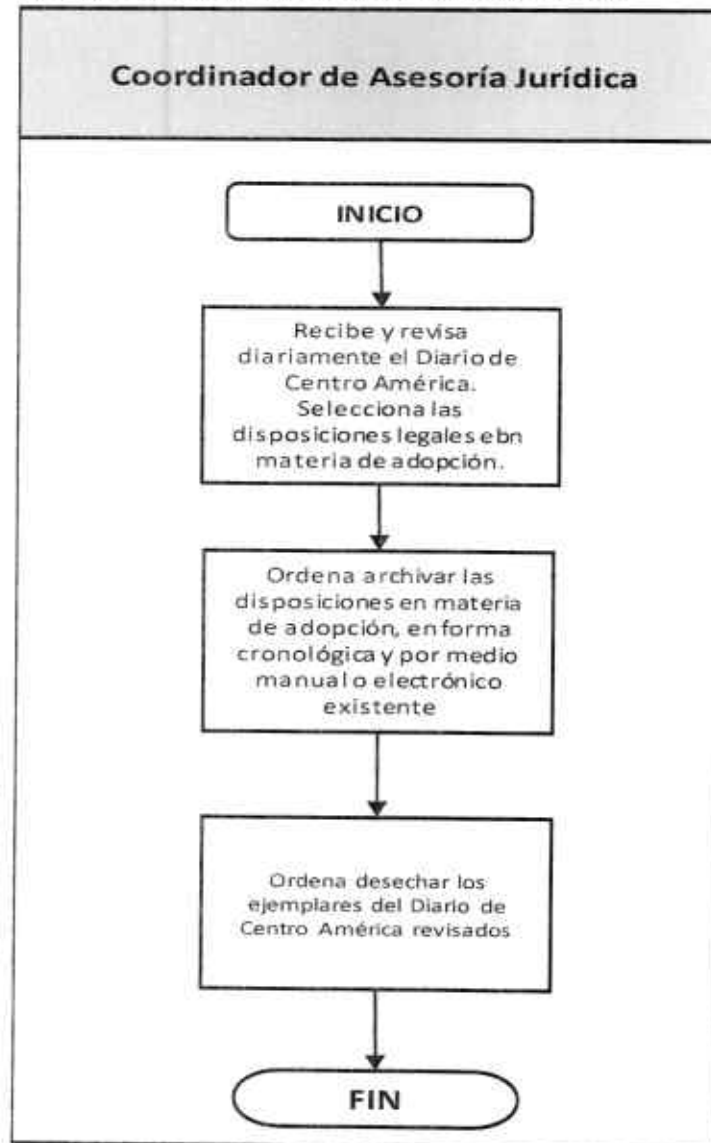 Coordinador de Asesoría Jurídica
INICIO
Recibe y revisa
diariamente el Diario de
Centro América.
Selecciona las
disposiciones legales ebn
materia de adopción.
Ordena archivar las
disposiciones en materia
de adopción, en forma
cronológica y por medio
manual o electrónico
existente
Ordena desechar los
ejemplares del Diario de
Centro América revisados
FIN